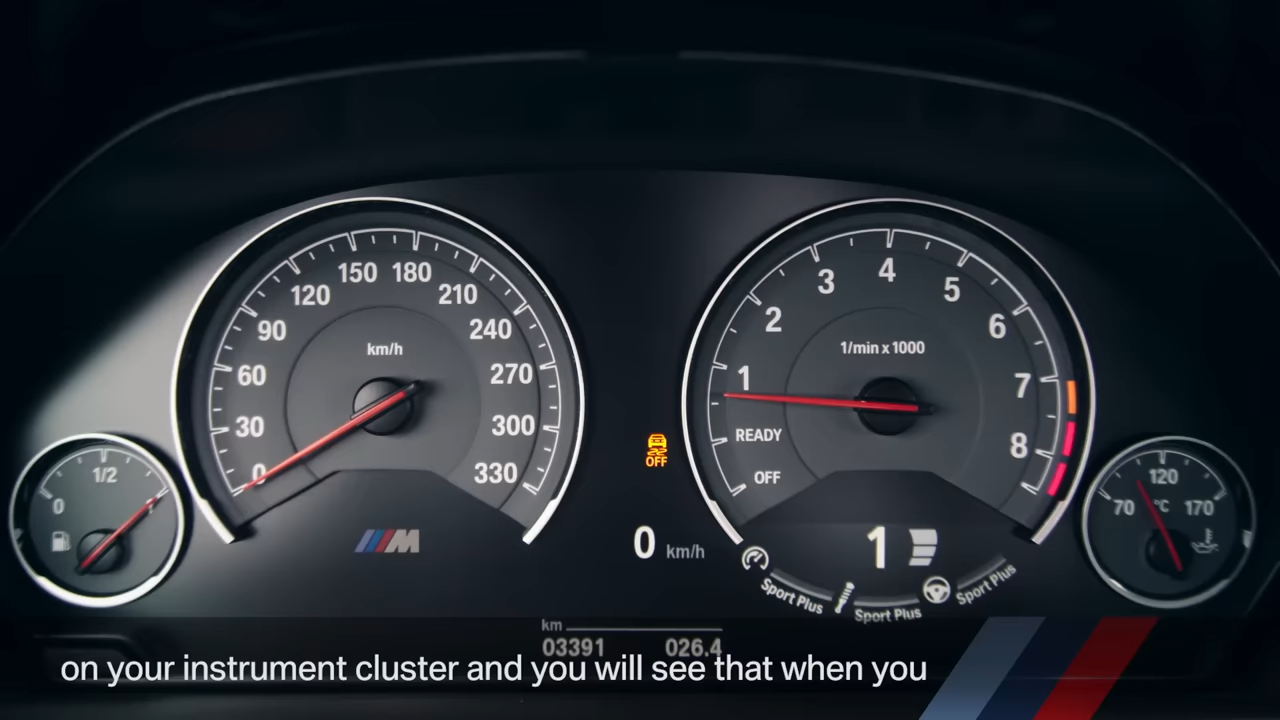 150 180
120 210
90 240
km/h
60 270
30 300
0 330
4
3 5
2 6
1/min x 1000
1 7
READY 8
OFF
1/2
0 1
OFF
M
0 km/h
1
Sport Plus
Sport Plus
Sport Plus
120
70 °C 170
km
03391 026.4
on your instrument cluster and you will see that when you